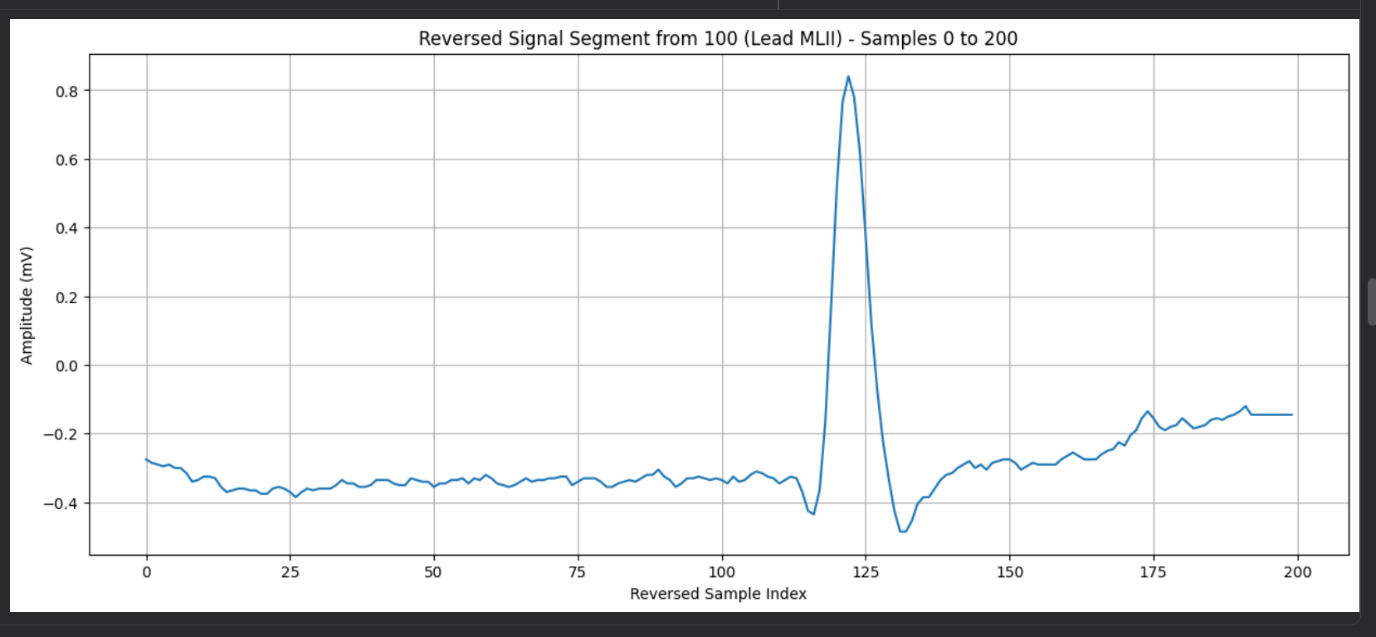 Reversed Signal Segment from 100 (Lead MLII) - Samples 0 to 200
Amplitude (mV)
0.8
0.6
0.4
0.2
0.0
−0.2
−0.4
0 25 50 75 100 125 150 175 200
Reversed Sample Index